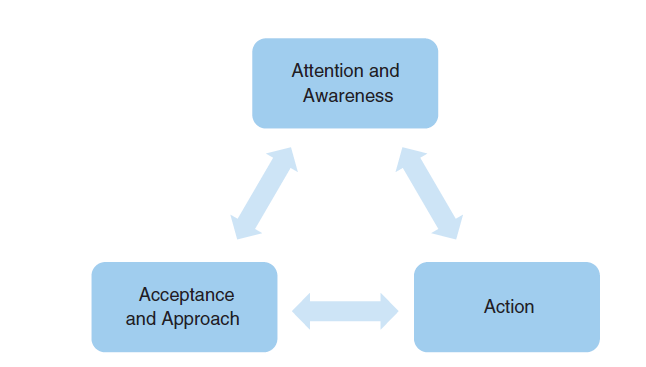 Attention and
Awareness
Acceptance
and Approach
Action